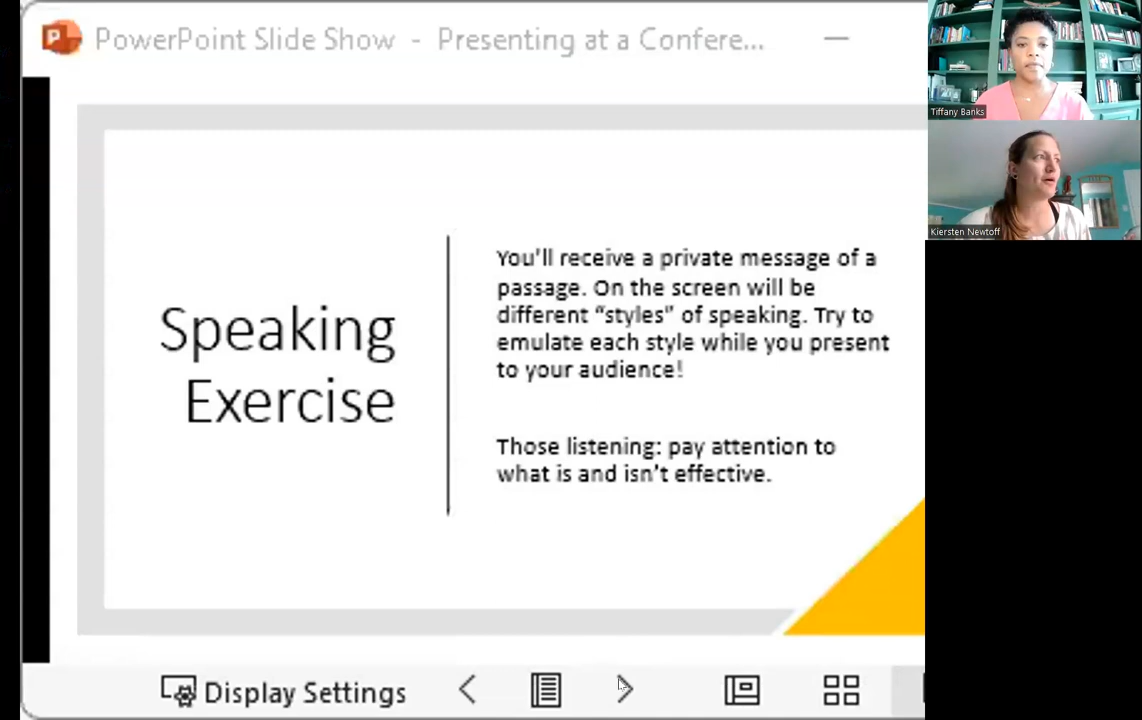 PowerPoint Slide Show - Presenting at a Confere...
Tiffany Banks
Kiersten Newtoff
Speaking
Exercise
You'll receive a private message of a
passage. On the screen will be
different “styles” of speaking. Try to
emulate each style while you present
to your audience!
Those listening: pay attention to
what is and isn't effective.
Display Settings